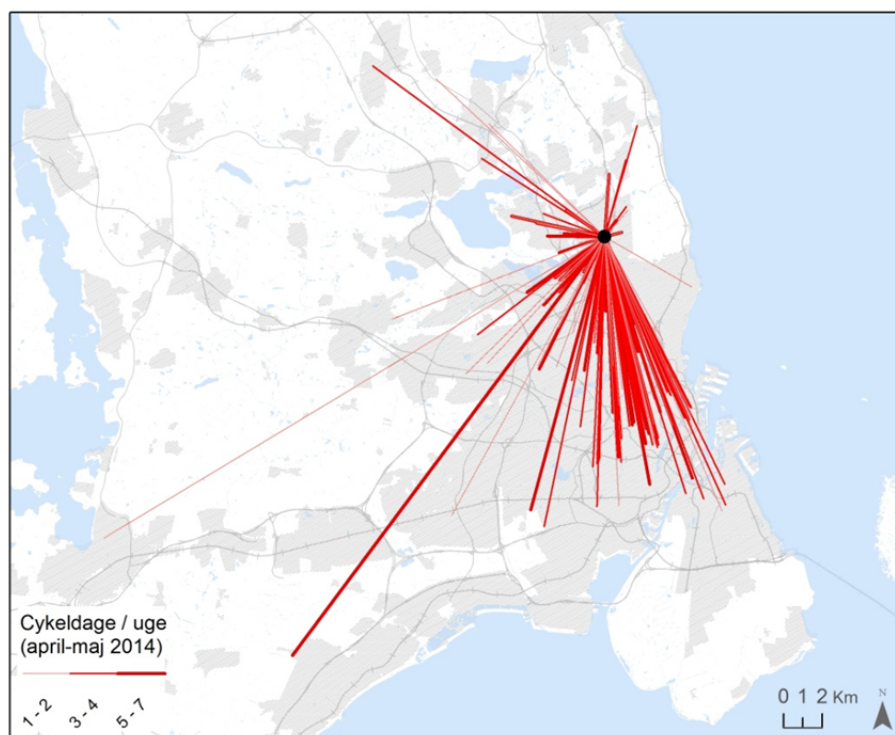 Cykeldage / uge
(april-maj 2014)
1 - 2
3 - 4
5 - 7
0 1 2 Km
N